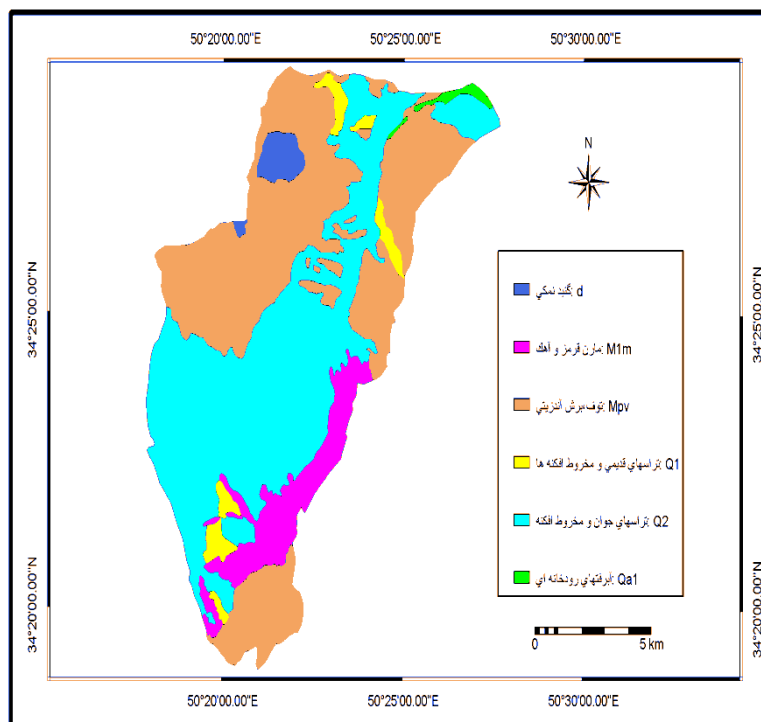 50°20'00.00"E 50°25'00.00"E 50°30'00.00"E
N
34°25'00.00"N 34°25'00.00"N
گنبد نمكي :d
مارن قرمز و آهك :M1m
توف،برش آندزيتي :Mpv
تراسهاي قديمي و مخروط افكنه ها :Q1
تراسهاي جوان و مخروط افكنه :Q2
آبرفتهاي رودخانه اي :Qa1
34°20'00.00"N 34°20'00.00"N
0 5 km
50°20'00.00"E 50°25'00.00"E 50°30'00.00"E